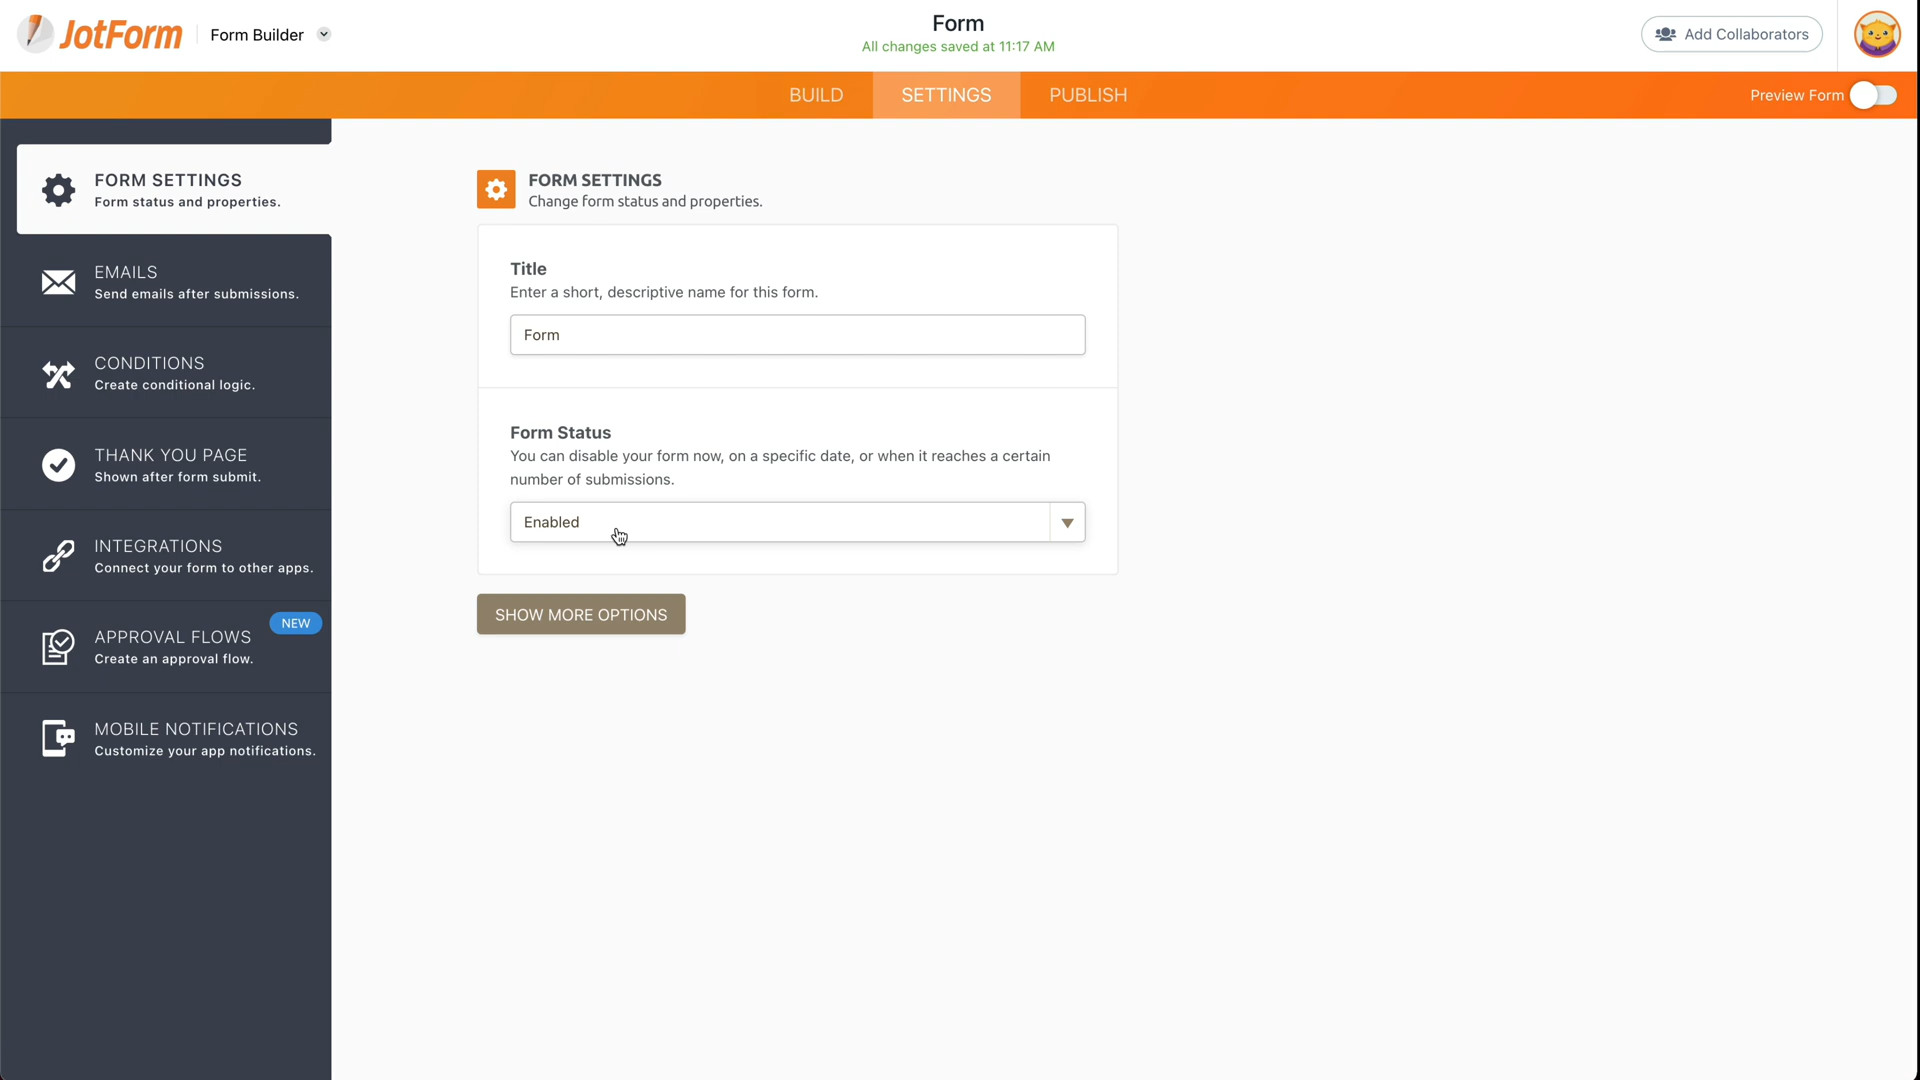 JotForm
Form Builder
Form
All changes saved at 11:17 AM
Add Collaborators
BUILD
SETTINGS
PUBLISH
Preview Form
FORM SETTINGS
Form status and properties.
EMAILS
Send emails after submissions.
CONDITIONS
Create conditional logic.
THANK YOU PAGE
Shown after form submit.
INTEGRATIONS
Connect your form to other apps.
NEW
APPROVAL FLOWS
Create an approval flow.
MOBILE NOTIFICATIONS
Customize your app notifications.
FORM SETTINGS
Change form status and properties.
Title
Enter a short, descriptive name for this form.
Form
Form Status
You can disable your form now, on a specific date, or when it reaches a certain
number of submissions.
Enabled
SHOW MORE OPTIONS